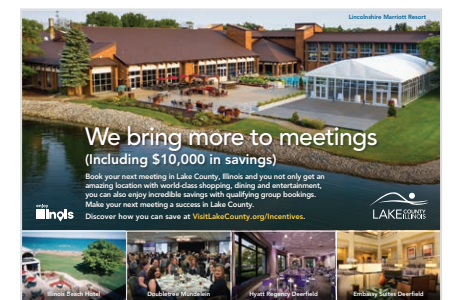 Lincolnshire Marriott Resort
We bring more to meetings
(Including $10,000 in savings)
Book your next meeting in Lake County, Illinois and you not only get an
amazing location with world-class shopping, dining and entertainment,
you can also enjoy incredible savings with qualifying group bookings.
Make your next meeting a success in Lake County.
Discover how you can save at VisitLakeCounty.org/Incentives.
enjoy
illinois
LAKE COUNTY
ILLINOIS
Illinois Beach Hotel
Doubletree Mundelein
Hyatt Regency Deerfield
Embassy Suites Deerfield